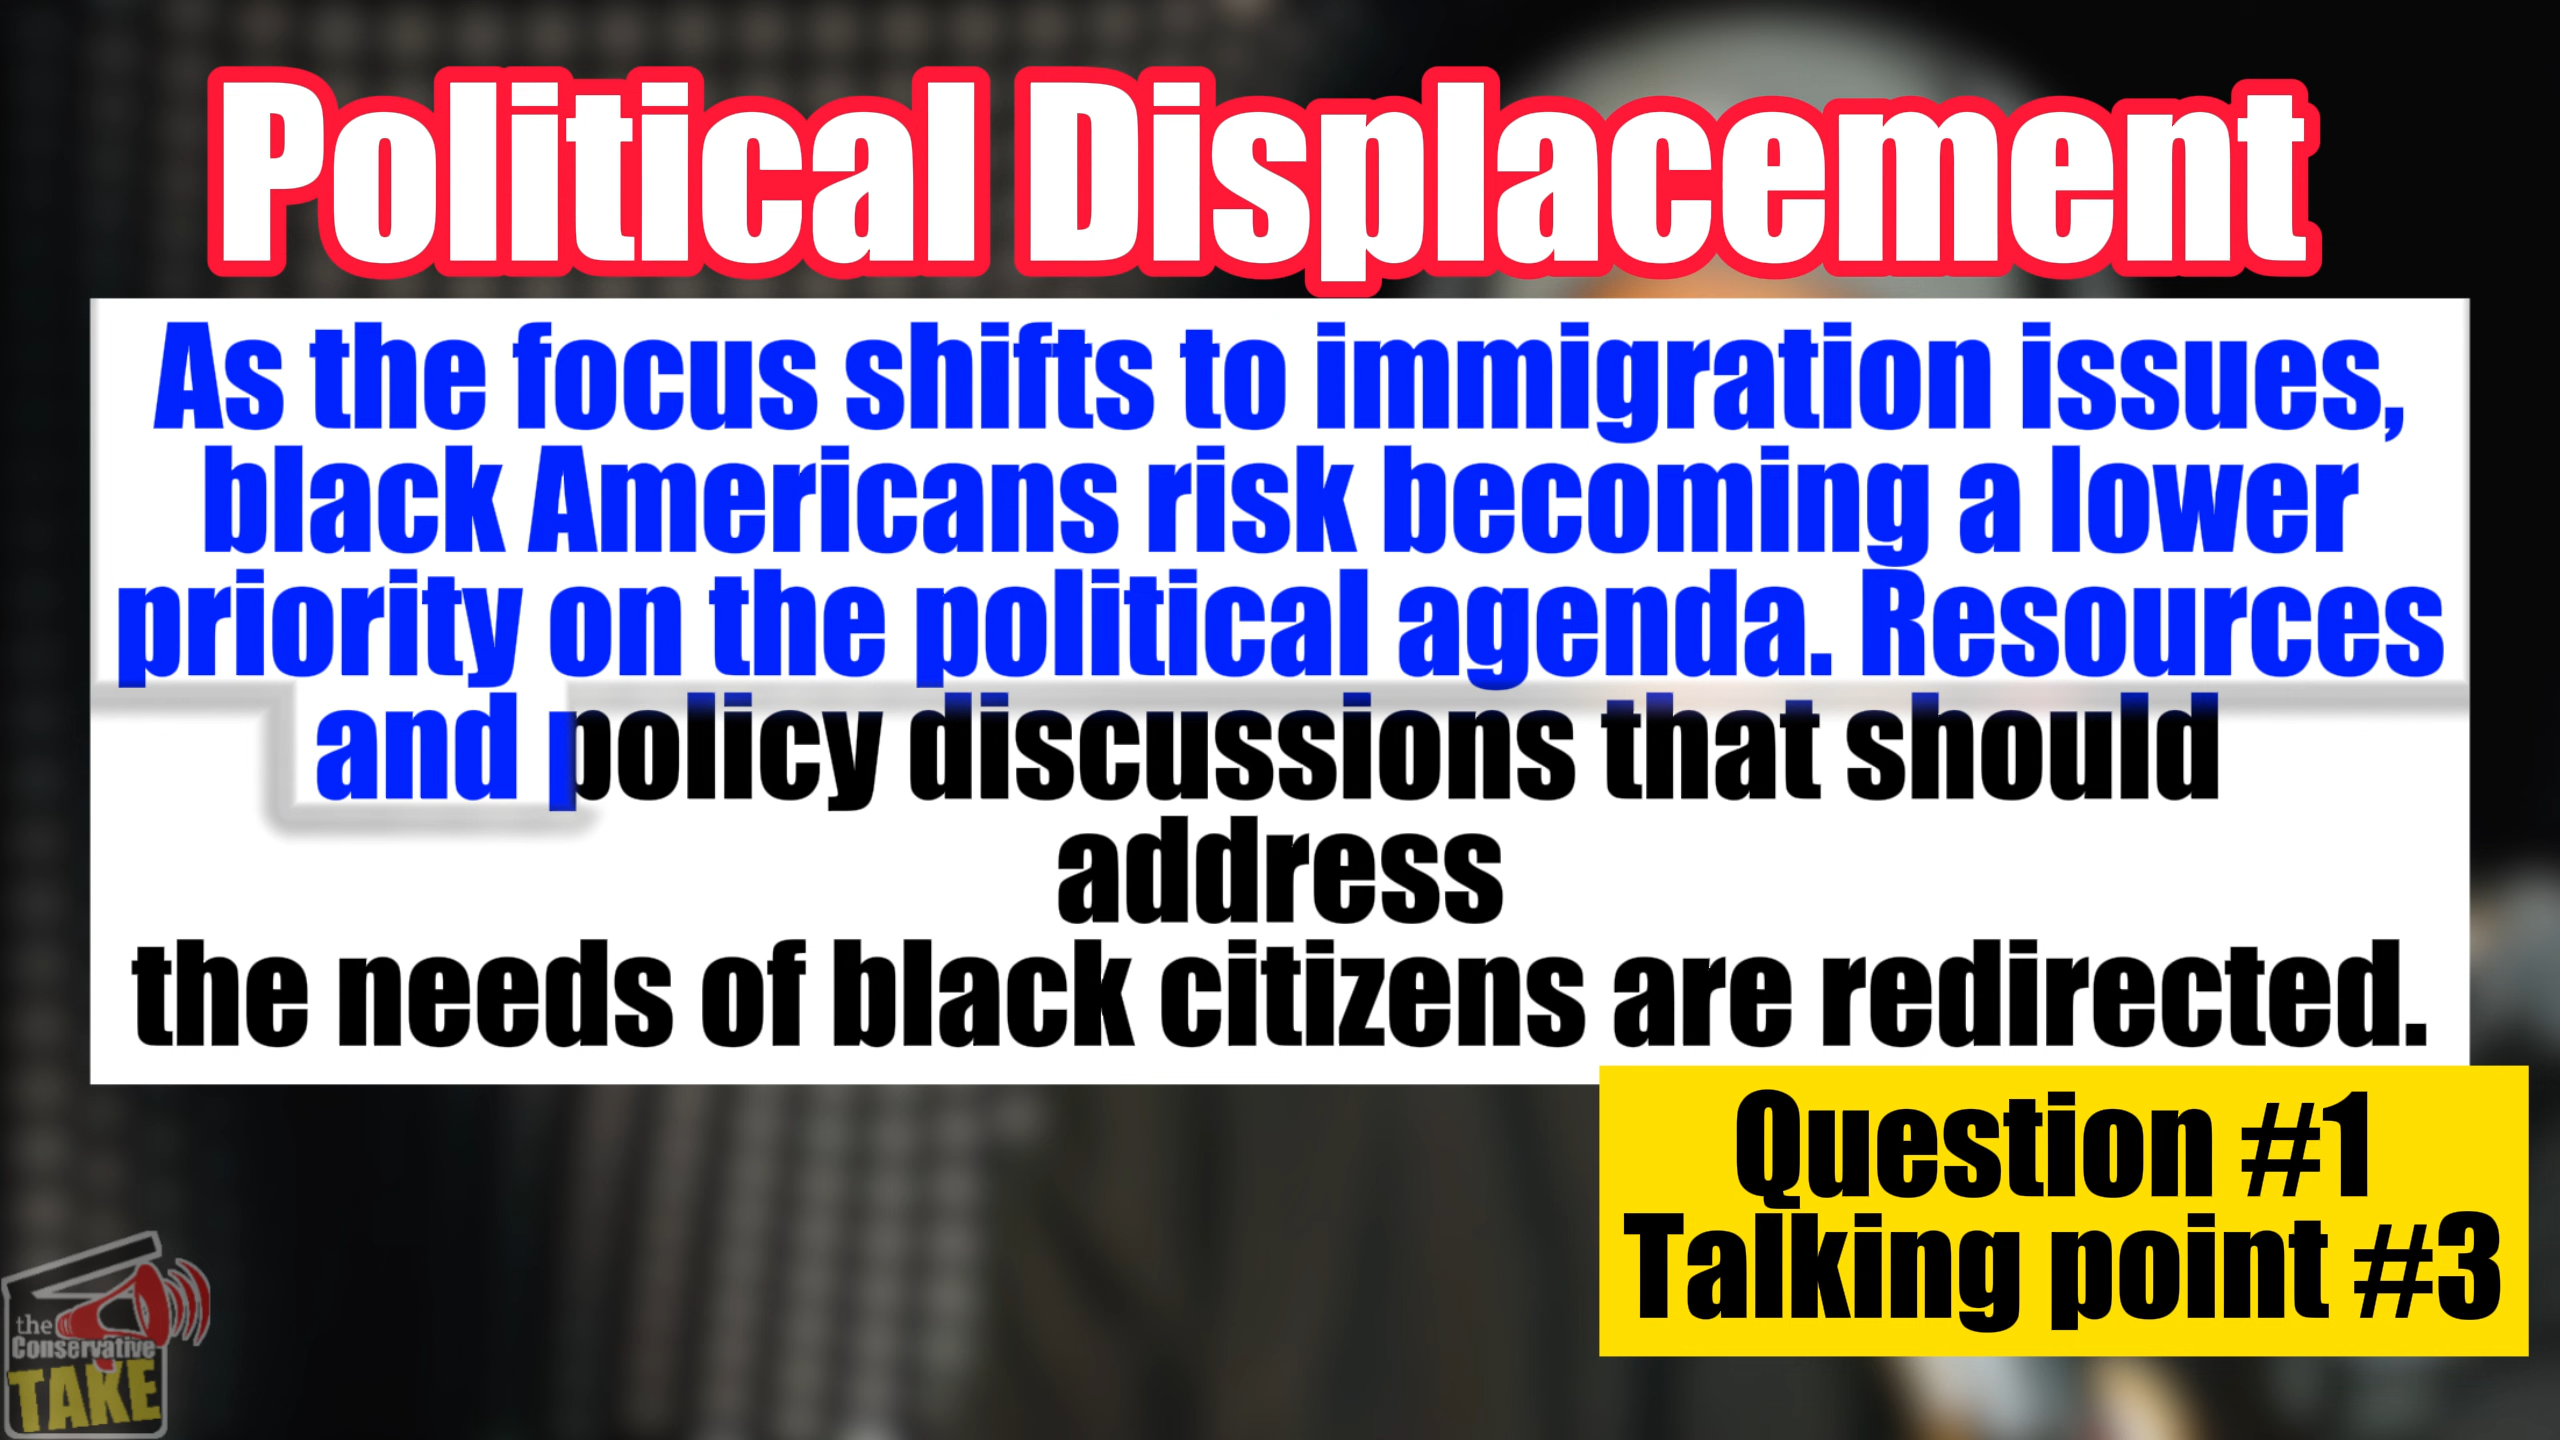 Political Displacement
As the focus shifts to immigration issues,
black Americans risk becoming a lower
priority on the political agenda. Resources
and policy discussions that should
address
the needs of black citizens are redirected.
Question #1
Talking point #3
the
Conservative
TAKE